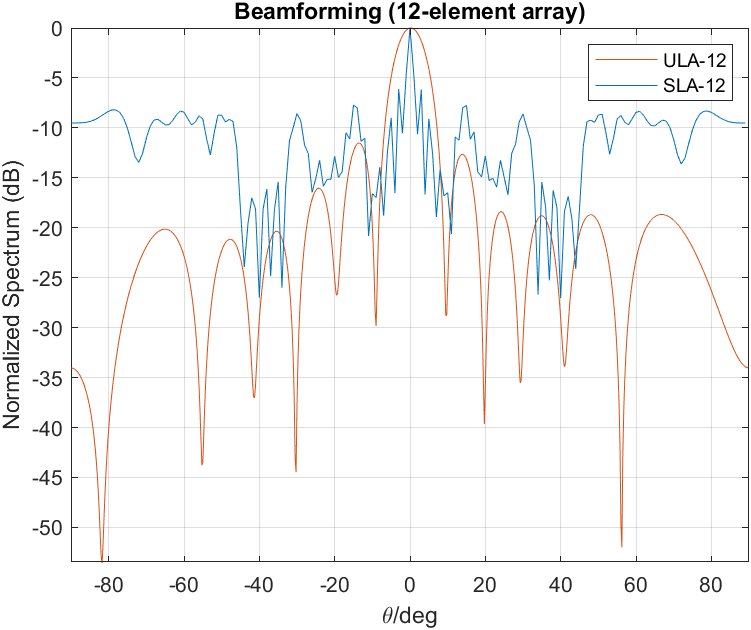 Beamforming (12-element array)
ULA-12
SLA-12
0
-5
-10
-15
-20
-25
-30
-35
-40
-45
-50
Normalized Spectrum (dB)
-80 -60 -40 -20 0 20 40 60 80
θ/deg